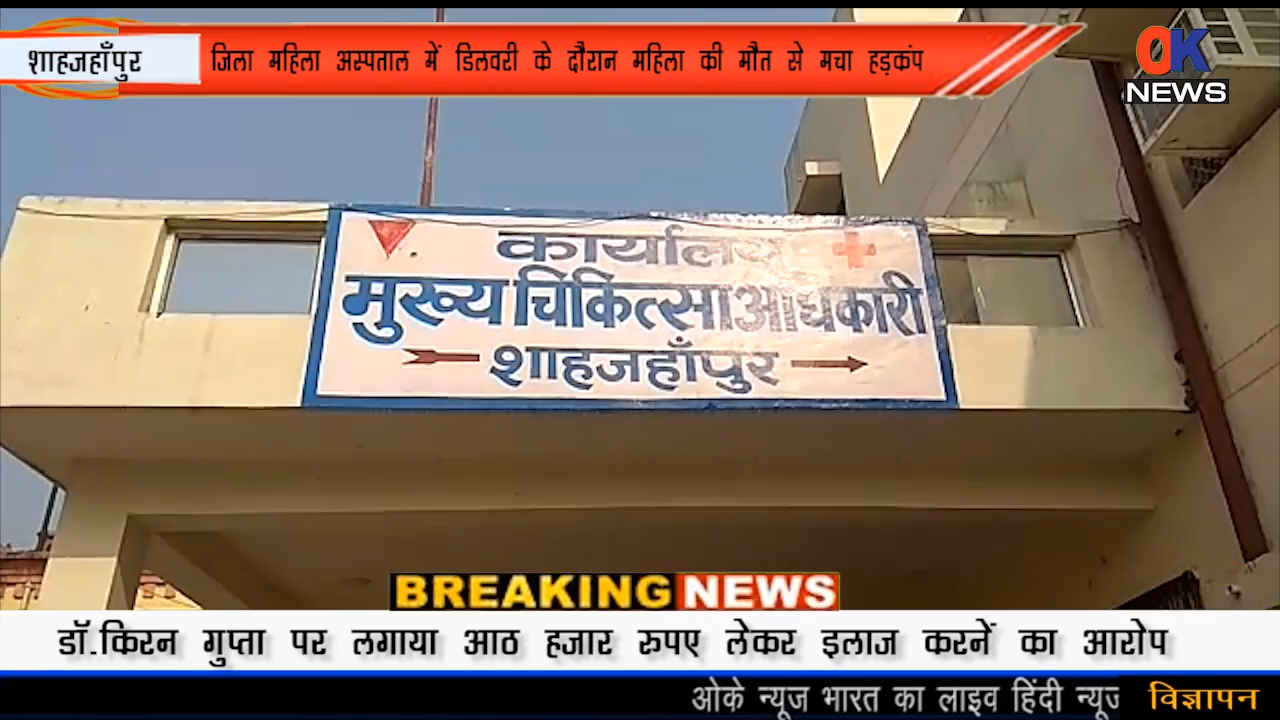 शाहजहाँपुर
जिला महिला अस्पताल में डिलवरी के दौरान महिला की मौत से मचा हड़कंप
OK
NEWS
कार्यालय
मुख्य चिकित्सा अधिकारी
शाहजहाँपुर
BREAKING NEWS
डॉ.किरन गुप्ता पर लगाया आठ हजार रुपए लेकर इलाज करनें का आरोप
ओके न्यूज भारत का लाइव हिंदी न्यूज
विज्ञापन